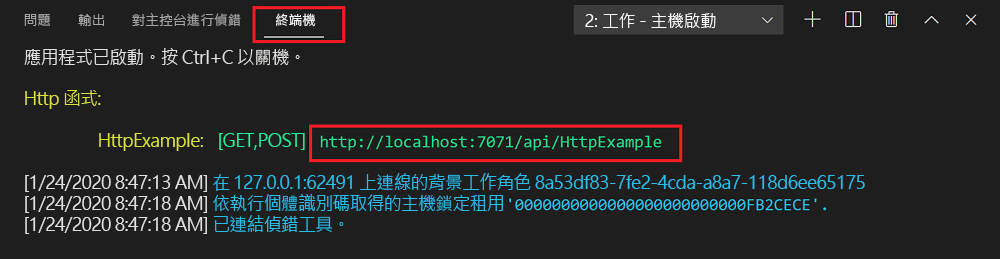 問題 輸出 對主控台進行偵錯 終端機 2: 工作 - 主機啟動
應用程式已啟動。按 Ctrl+C 以關機。
Http 函式:
HttpExample: [GET,POST] http://localhost:7071/api/HttpExample
[1/24/2020 8:47:13 AM] 在 127.0.0.1:62491 上連線的背景工作角色 8a53df83-7fe2-4cda-a8a7-118d6ee65175
[1/24/2020 8:47:18 AM] 依執行個體識別碼取得的主機鎖定租用'000000000000000000000000FB2CECE'.
[1/24/2020 8:47:18 AM] 已連結偵錯工具。